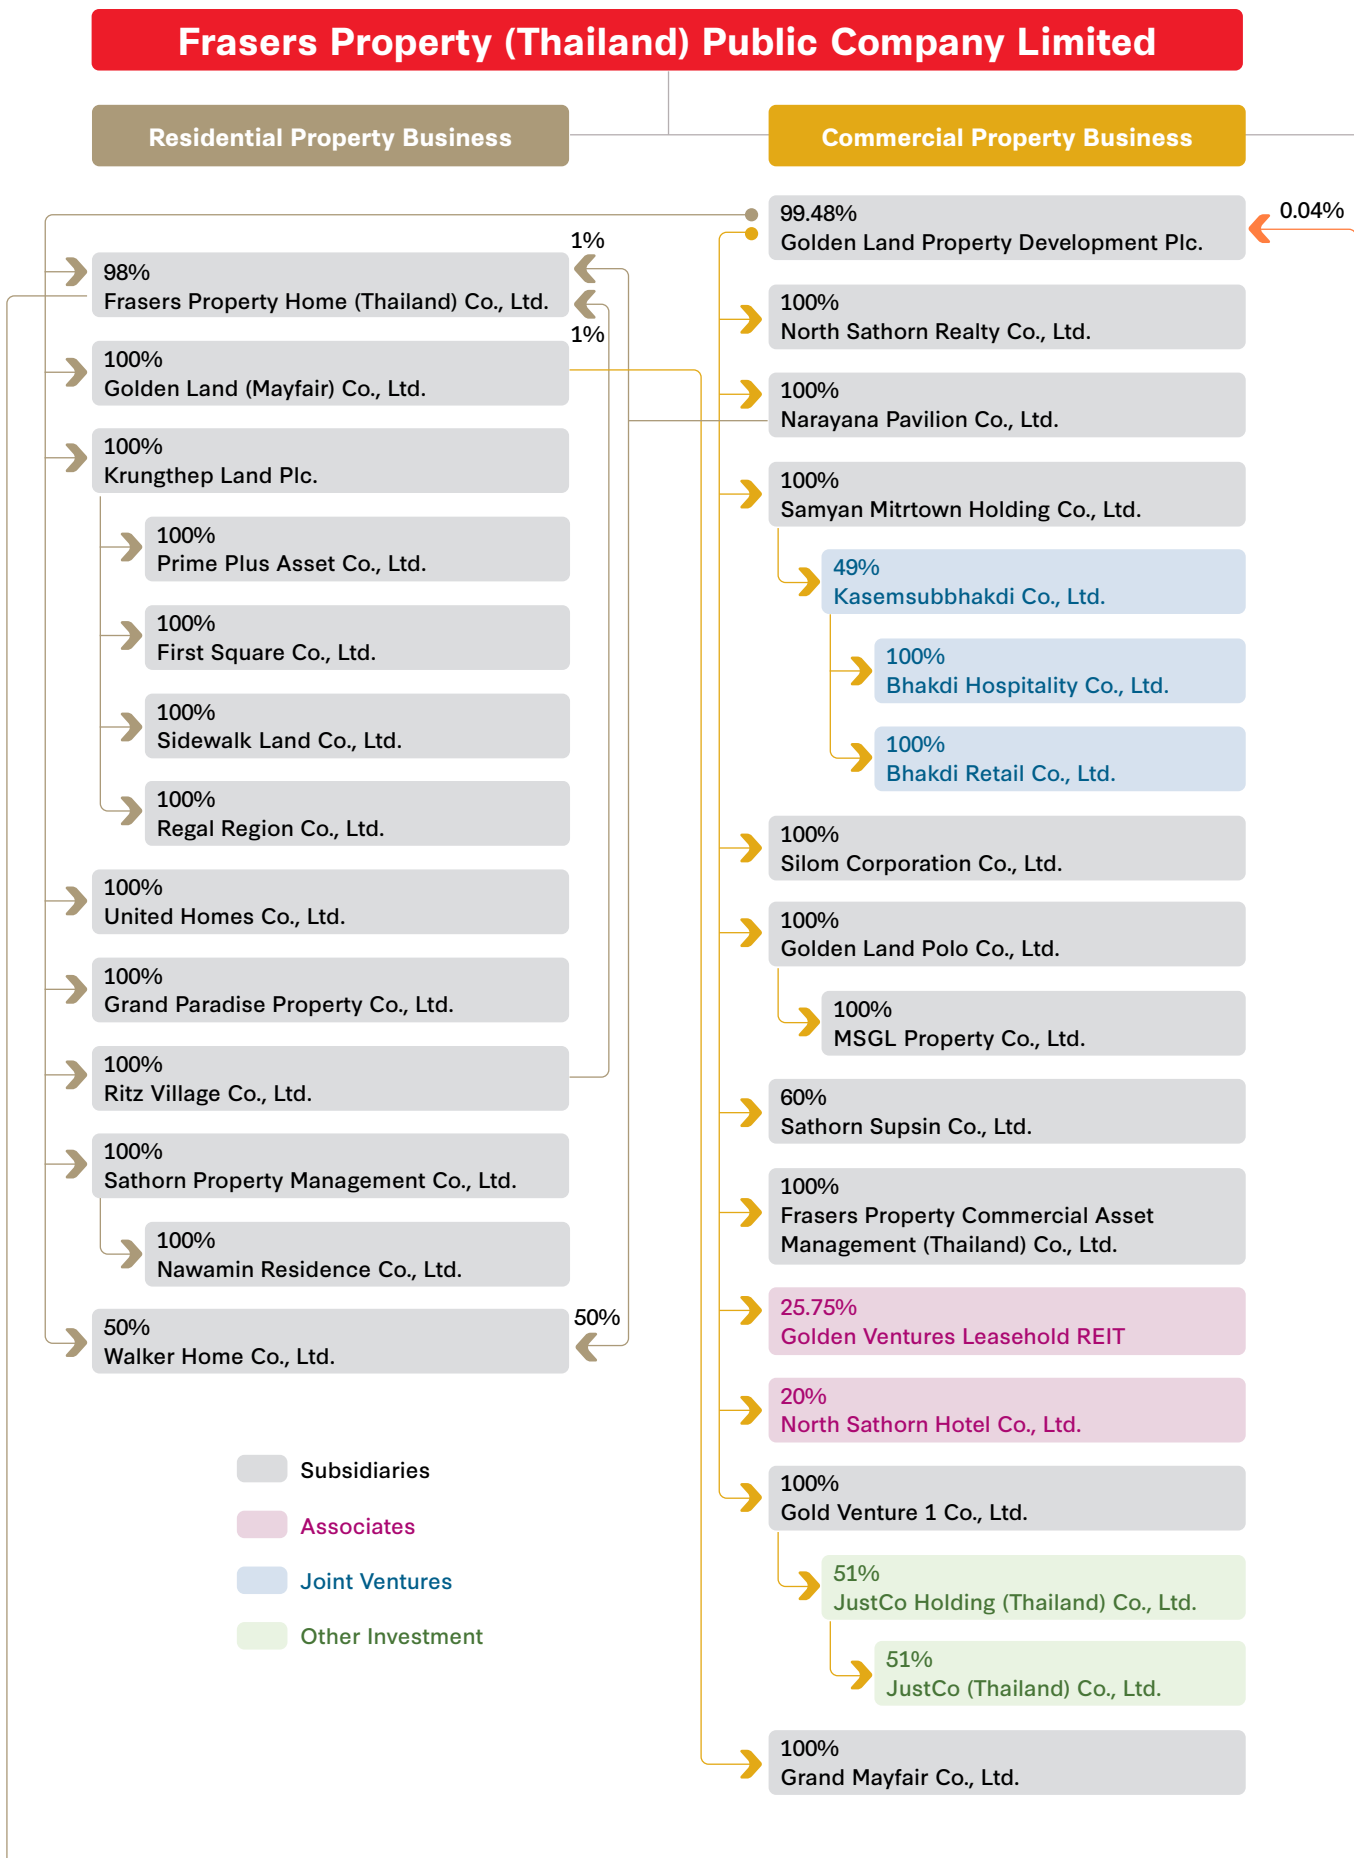 Frasers Property (Thailand) Public Company Limited
Residential Property Business
1%
98%
Frasers Property Home (Thailand) Co., Ltd.
1%
100%
Golden Land (Mayfair) Co., Ltd.
100%
Krungthep Land Plc.
100%
Prime Plus Asset Co., Ltd.
100%
First Square Co., Ltd.
100%
Sidewalk Land Co., Ltd.
100%
Regal Region Co., Ltd.
100%
United Homes Co., Ltd.
100%
Grand Paradise Property Co., Ltd.
100%
Ritz Village Co., Ltd.
100%
Sathorn Property Management Co., Ltd.
100%
Nawamin Residence Co., Ltd.
50%
Walker Home Co., Ltd.
50%
Subsidiaries
Associates
Joint Ventures
Other Investment
Commercial Property Business
99.48%
Golden Land Property Development Plc.
0.04%
100%
North Sathorn Realty Co., Ltd.
100%
Narayana Pavilion Co., Ltd.
100%
Samyan Mitrtown Holding Co., Ltd.
49%
Kasemsubbhakdi Co., Ltd.
100%
Bhakdi Hospitality Co., Ltd.
100%
Bhakdi Retail Co., Ltd.
100%
Silom Corporation Co., Ltd.
100%
Golden Land Polo Co., Ltd.
100%
MSGL Property Co., Ltd.
60%
Sathorn Supsin Co., Ltd.
100%
Frasers Property Commercial Asset
Management (Thailand) Co., Ltd.
25.75%
Golden Ventures Leasehold REIT
20%
North Sathorn Hotel Co., Ltd.
100%
Gold Venture 1 Co., Ltd.
51%
JustCo Holding (Thailand) Co., Ltd.
51%
JustCo (Thailand) Co., Ltd.
100%
Grand Mayfair Co., Ltd.